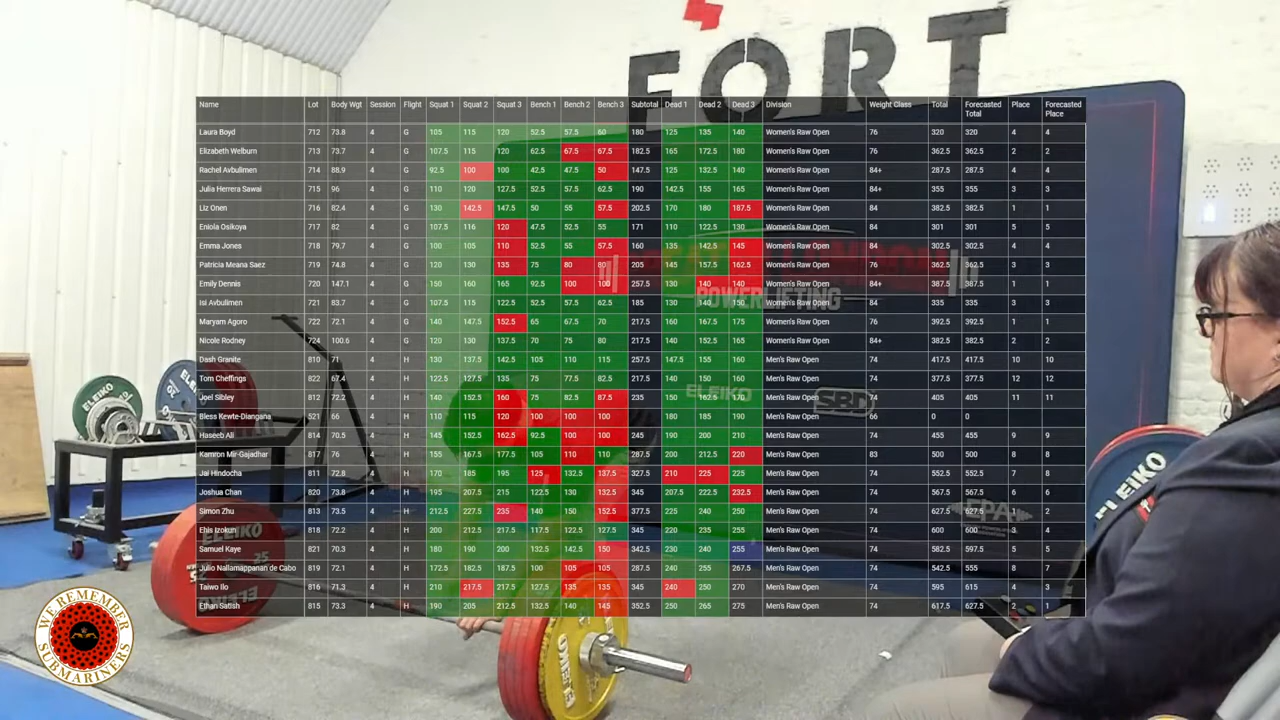 FORT
Name Lot Body Wgt Session Flight Squat 1 Squat 2 Squat 3 Bench 1 Bench 2 Bench 3 Subtotal Dead 1 Dead 2 Dead 3 Division Weight Class Total Forecasted Total Place Forecasted Place
Laura Boyd 712 73.8 4 G 105 115 120 52.5 57.5 60 180 125 135 140 Women's Raw Open 76 320 320 4 4
Elizabeth Welburn 713 73.7 4 G 107.5 115 120 62.5 67.5 67.5 182.5 165 172.5 180 Women's Raw Open 76 362.5 362.5 2 2
Rachel Avbulimen 714 88.9 4 G 92.5 100 100 42.5 47.5 50 147.5 125 132.5 140 Women's Raw Open 84+ 287.5 287.5 4 4
Julia Herrera Sawai 715 96 4 G 110 120 127.5 52.5 57.5 62.5 190 142.5 155 165 Women's Raw Open 84+ 355 355 3 3
Liz Onen 716 82.4 4 G 130 142.5 147.5 50 55 57.5 202.5 170 180 187.5 Women's Raw Open 84 382.5 382.5 1 1
Eniola Osikoya 717 82 4 G 107.5 116 120 47.5 52.5 55 171 110 122.5 130 Women's Raw Open 84 301 301 5 5
Emma Jones 718 79.7 4 G 100 105 110 52.5 55 57.5 160 135 142.5 145 Women's Raw Open 84 302.5 302.5 4 4
Patricia Meana Saez 719 74.8 4 G 120 130 135 75 80 80 205 145 157.5 162.5 Women's Raw Open 76 362.5 362.5 3 3
Emily Dennis 720 147.1 4 G 150 160 165 92.5 100 100 257.5 130 140 140 Women's Raw Open 84+ 387.5 387.5 1 1
Isi Avbulimen 721 83.7 4 G 107.5 115 122.5 52.5 57.5 62.5 185 130 140 150 Women's Raw Open 84 335 335 3 3
Maryam Agoro 722 72.1 4 G 140 147.5 152.5 65 67.5 70 217.5 160 167.5 175 Women's Raw Open 76 392.5 392.5 1 1
Nicole Rodney 724 100.6 4 G 120 130 137.5 70 75 80 217.5 140 152.5 165 Women's Raw Open 84+ 382.5 382.5 2 2
Dash Granite 810 71 4 H 130 137.5 142.5 105 110 115 257.5 147.5 155 160 Men's Raw Open 74 417.5 417.5 10 10
Tom Cheffings 822 67.4 4 H 122.5 127.5 135 75 77.5 82.5 217.5 140 150 160 Men's Raw Open 74 377.5 377.5 12 12
Joel Sibley 812 72.2 4 H 140 152.5 160 75 82.5 87.5 235 150 162.5 170 Men's Raw Open 74 405 405 11 11
Bless Kewte-Diangana 521 66 4 H 110 115 120 100 100 100 180 185 190 Men's Raw Open 66 0 0
Haseeb Ali 814 70.5 4 H 145 152.5 162.5 92.5 100 100 245 190 200 210 Men's Raw Open 74 455 455 9 9
Kamron Mir-Gajadhar 817 76 4 H 155 167.5 177.5 105 110 110 287.5 200 212.5 220 Men's Raw Open 83 500 500 8 8
Jai Hindocha 811 72.8 4 H 170 185 195 125 132.5 137.5 327.5 210 225 225 Men's Raw Open 74 552.5 552.5 7 8
Joshua Chan 820 73.8 4 H 195 207.5 215 122.5 130 132.5 345 207.5 222.5 232.5 Men's Raw Open 74 567.5 567.5 6 6
Simon Zhu 813 73.5 4 H 212.5 227.5 235 140 150 152.5 377.5 225 240 250 Men's Raw Open 74 627.5 627.5 1 2
Ehis Izokun 818 72.2 4 H 200 212.5 217.5 117.5 122.5 127.5 345 220 235 255 Men's Raw Open 74 600 600 3 4
Samuel Kaye 821 70.3 4 H 180 190 200 132.5 142.5 150 342.5 230 240 255 Men's Raw Open 74 582.5 597.5 5 5
Julio Nallamappanan de Cabo 819 72.1 4 H 172.5 182.5 187.5 100 105 105 287.5 240 255 267.5 Men's Raw Open 74 542.5 555 8 7
Taiwo Ilo 816 71.3 4 H 210 217.5 217.5 127.5 135 135 345 240 250 270 Men's Raw Open 74 595 615 4 3
Ethan Satish 815 73.3 4 H 190 205 212.5 132.5 140 145 352.5 250 265 275 Men's Raw Open 74 617.5 627.5 2 1
POWERLIFTING
ELEIKO
SBD
EPA
ELEIKO
ELEIKO
ELEIKO
25
ELEIKO
WE REMEMBER SUBMARINERS